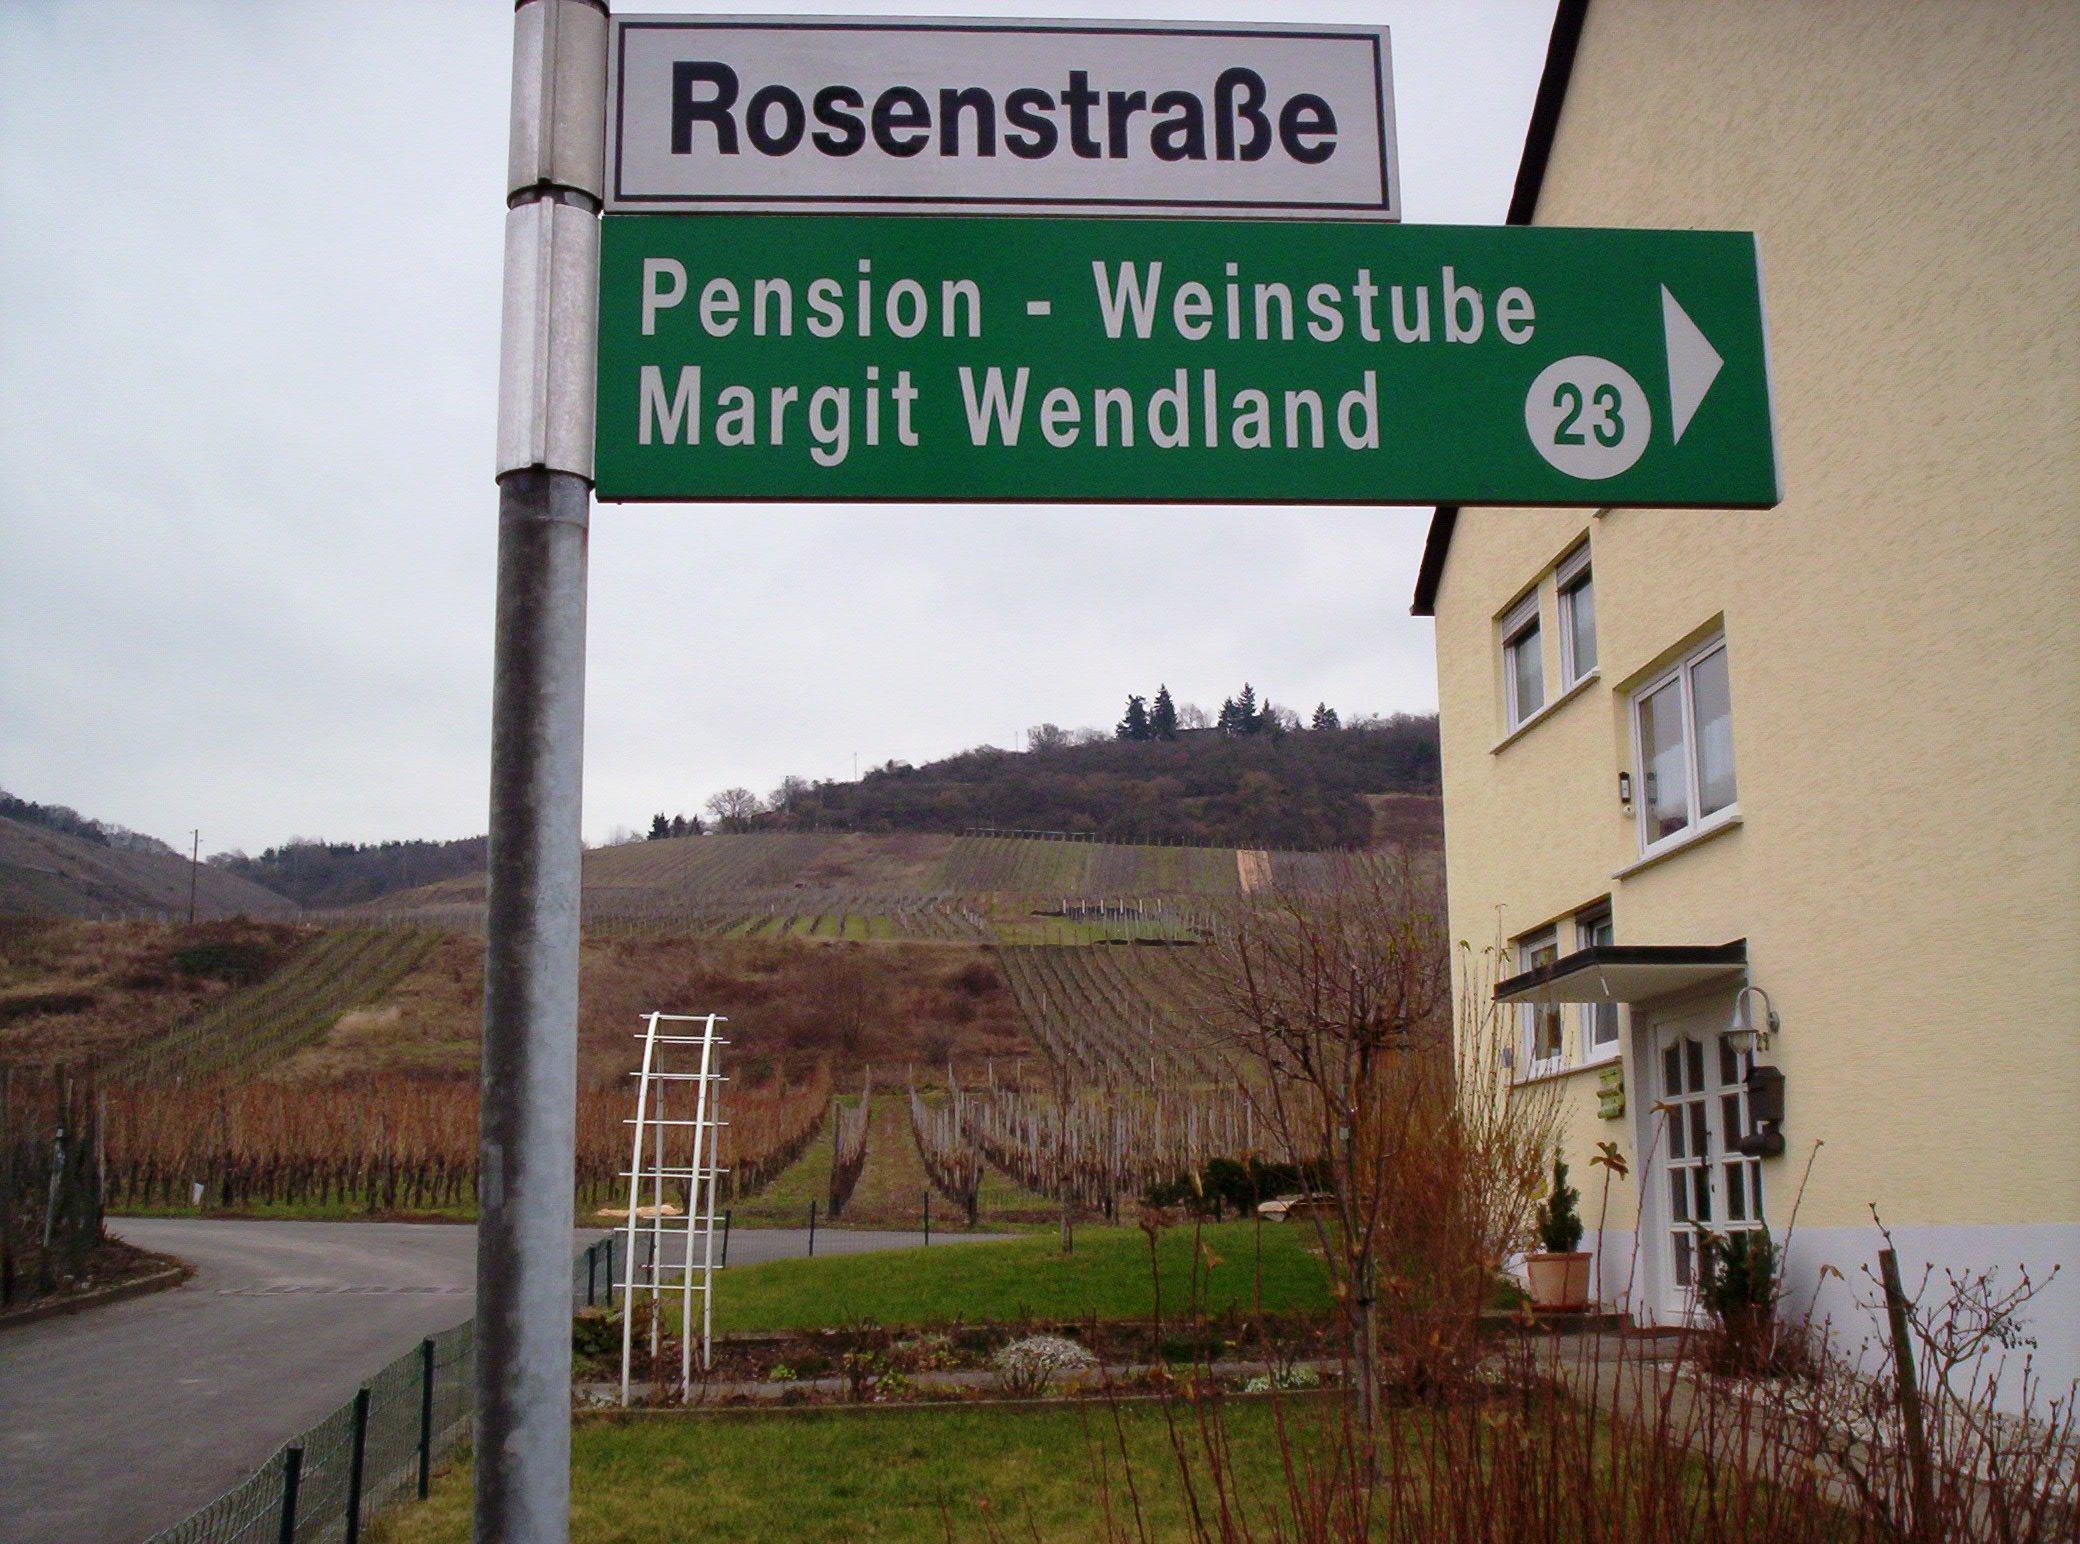 Rosenstraße
Pension - Weinstube
Margit Wendland
23